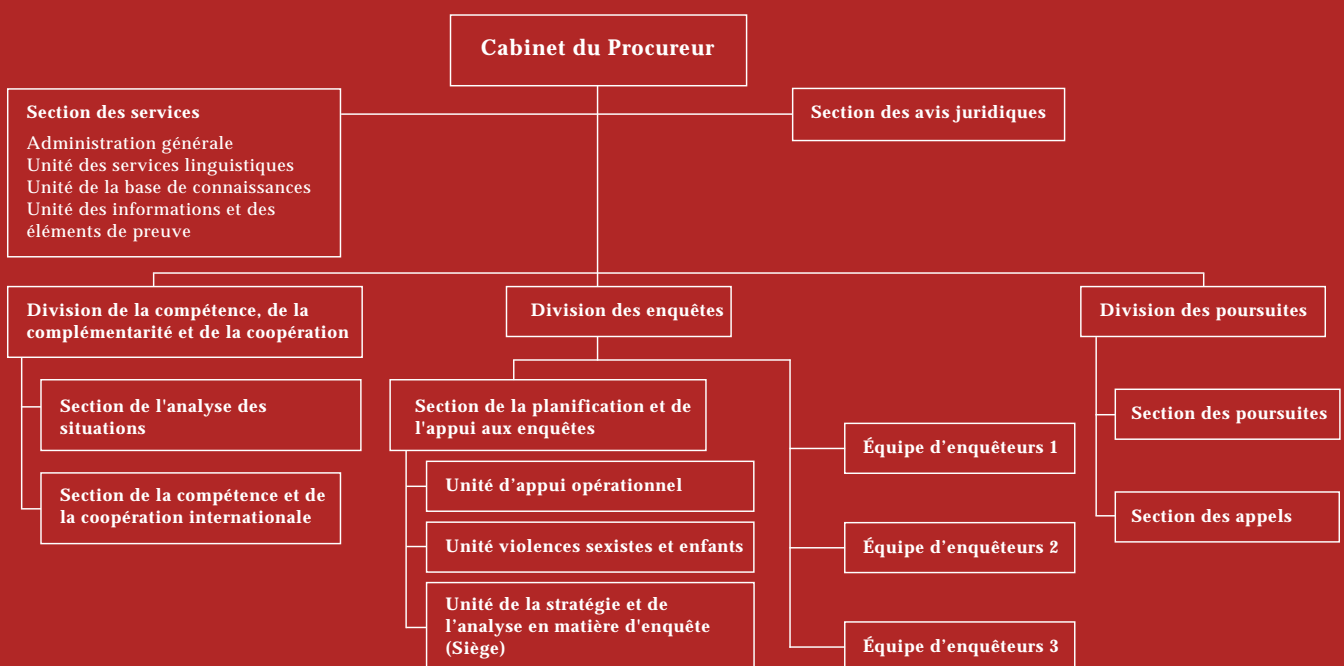 Cabinet du Procureur
Section des services
Administration générale
Unité des services linguistiques
Unité de la base de connaissances
Unité des informations et des
éléments de preuve
Section des avis juridiques
Division de la compétence, de la
complémentarité et de la coopération
Section de l'analyse des
situations
Section de la compétence et de
la coopération internationale
Division des enquêtes
Section de la planification et de
l'appui aux enquêtes
Unité d’appui opérationnel
Unité violences sexistes et enfants
Unité de la stratégie et de
l’analyse en matière d'enquête
(Siège)
Équipe d’enquêteurs 1
Équipe d’enquêteurs 2
Équipe d’enquêteurs 3
Division des poursuites
Section des poursuites
Section des appels